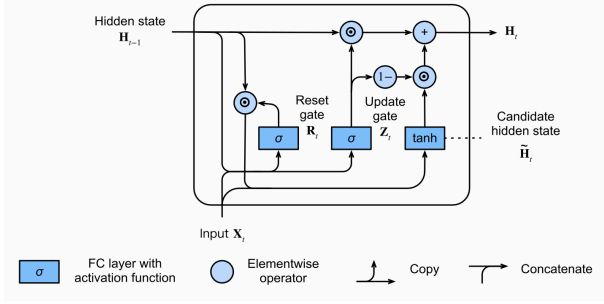 Hidden state
H_{t−1}
H_t
+
1−
Reset
gate
R_t
Update
gate
Z_t
σ
σ
tanh
Candidate
hidden state
H̃_t
Input X_t
σ
FC layer with
activation function
Elementwise
operator
Copy
Concatenate